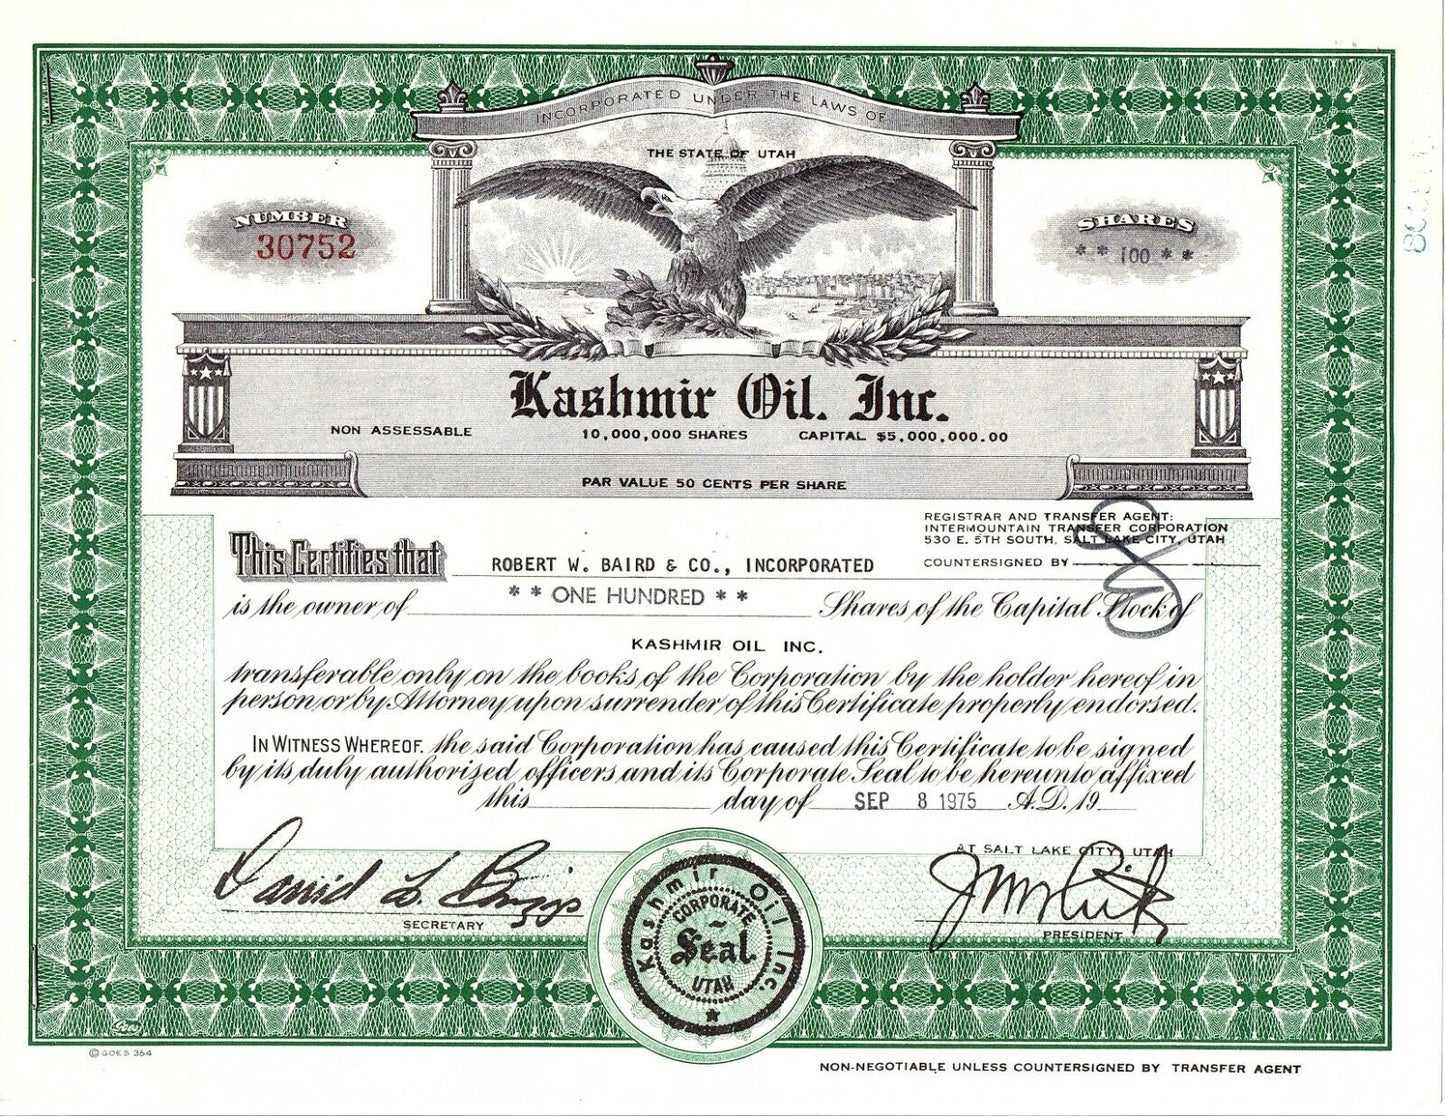 INCORPORATED UNDER THE LAWS OF
THE STATE OF UTAH
NUMBER
30752
SHARES
* * 100 * * *
Kashmir Oil. Inc.
NON ASSESSABLE 10,000,000 SHARES CAPITAL $5,000,000.00
PAR VALUE 50 CENTS PER SHARE
REGISTRAR AND TRANSFER AGENT:
INTERMOUNTAIN TRANSFER CORPORATION
530 E. 5TH SOUTH, SALT LAKE CITY, UTAH
COUNTERSIGNED BY
This Certifies that ROBERT W. BAIRD & CO., INCORPORATED
is the owner of * * ONE HUNDRED * * Shares of the Capital Stock of
KASHMIR OIL INC.
transferable only on the books of the Corporation by the holder hereof in
person or by Attorney upon surrender of this Certificate properly endorsed.
IN WITNESS WHEREOF, the said Corporation has caused this Certificate to be signed
by its duly authorized officers and its Corporate Seal to be hereunto affixed
this day of SEP 8 1975 A.D. 19
AT SALT LAKE CITY, UTAH
David L. Briggs
SECRETARY
PRESIDENT
Kashmir Oil Inc.
CORPORATE
Seal
UTAH
Goes
© GOES 364
NON-NEGOTIABLE UNLESS COUNTERSIGNED BY TRANSFER AGENT